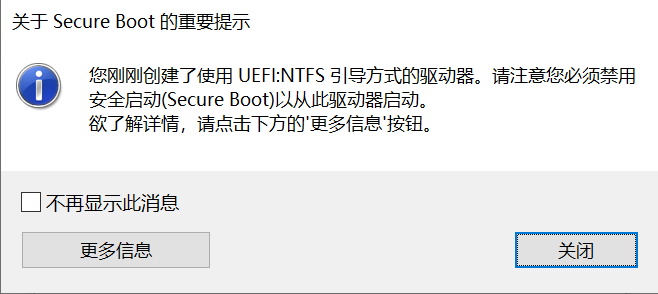 关于 Secure Boot 的重要提示
您刚刚创建了使用 UEFI:NTFS 引导方式的驱动器。请注意您必须禁用
安全启动(Secure Boot)以从此驱动器启动。
欲了解详情，请点击下方的'更多信息'按钮。
不再显示此消息
更多信息
关闭